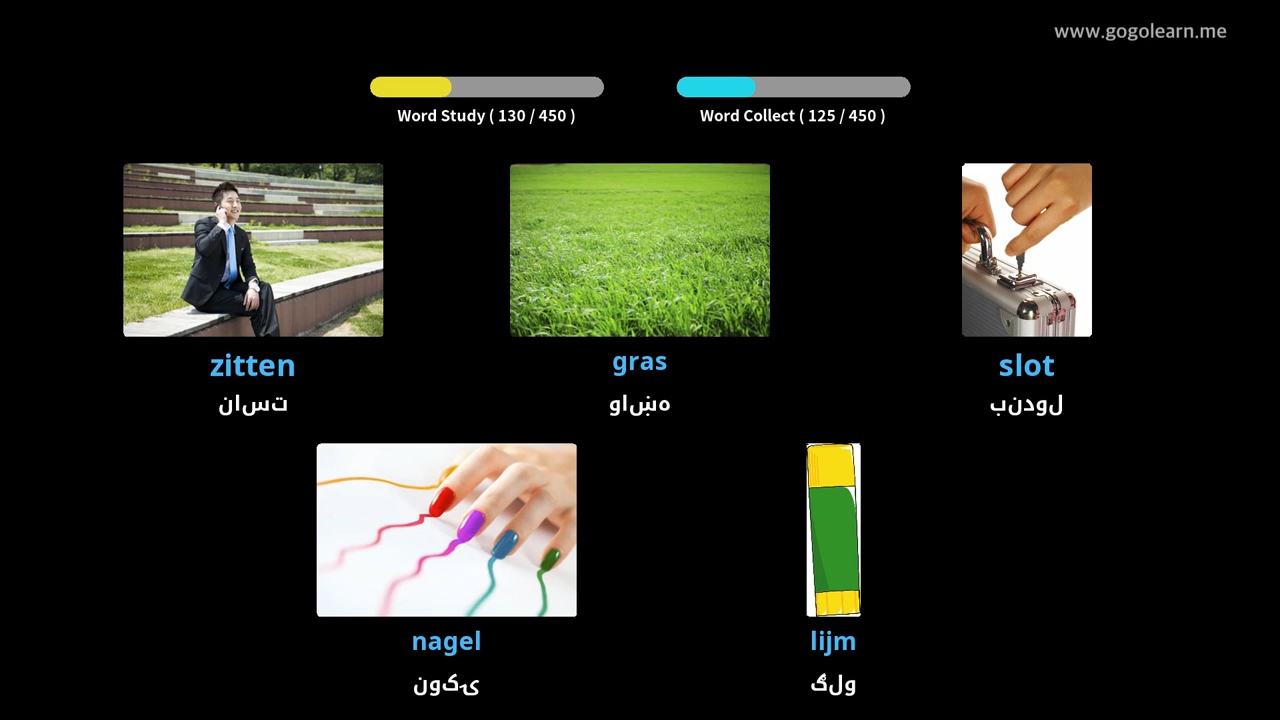 www.gogolearn.me
Word Study ( 130 / 450 )
Word Collect ( 125 / 450 )
zitten
gras
slot
تسان
هښاو
لودنب
nagel
lijm
یکون
ولگ